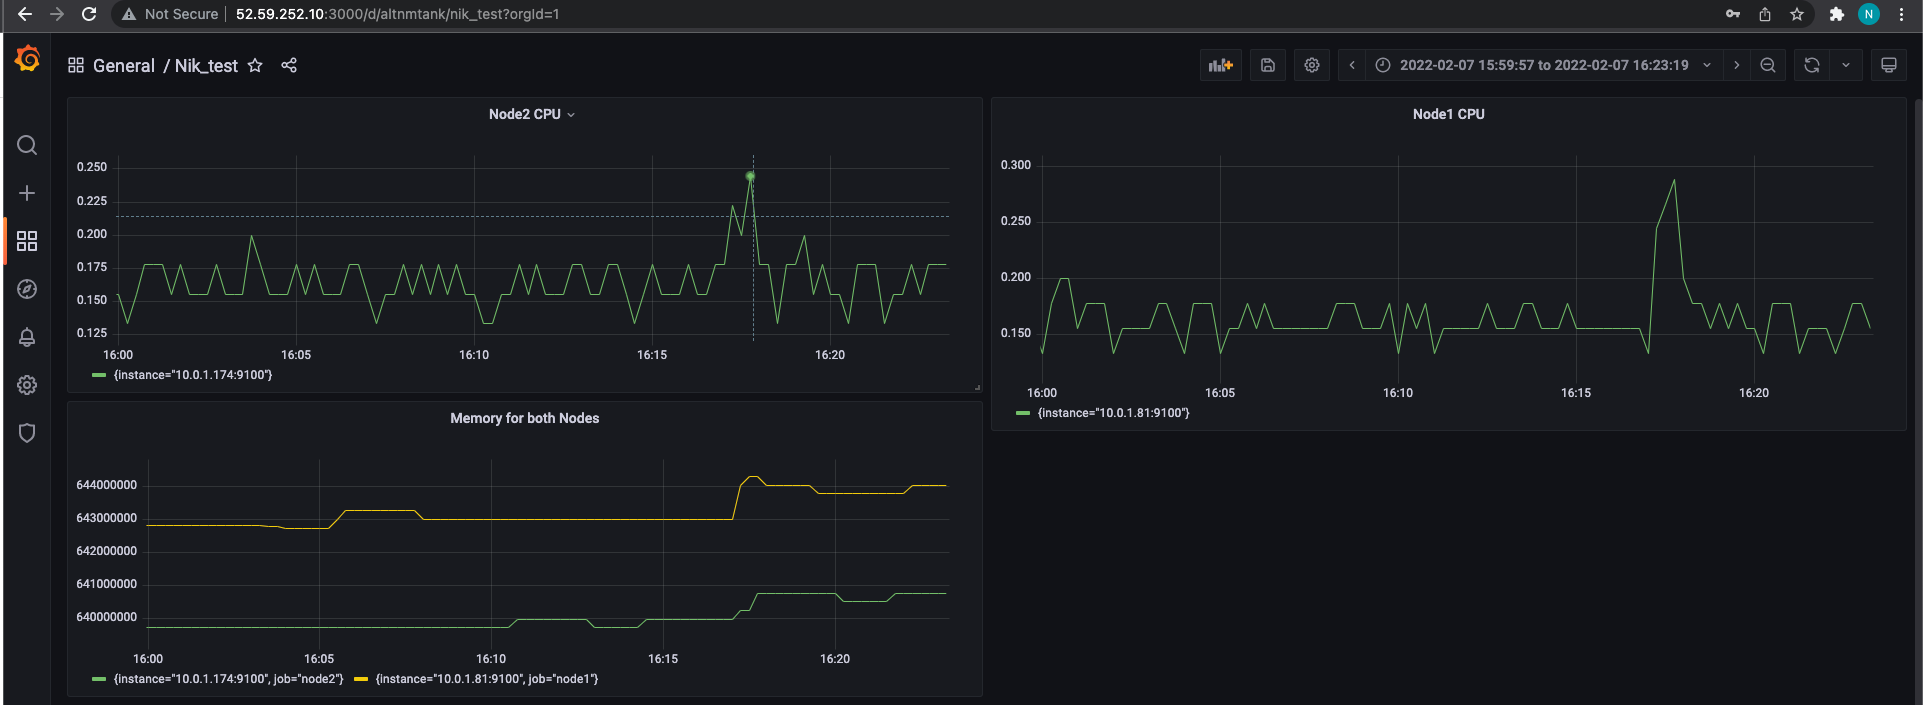 Not Secure | 52.59.252.10:3000/d/altnmtank/nik_test?orgId=1
N
General / Nik_test
2022-02-07 15:59:57 to 2022-02-07 16:23:19
Node2 CPU
0.250
0.225
0.200
0.175
0.150
0.125
16:00 16:05 16:10 16:15 16:20
{instance="10.0.1.174:9100"}
Node1 CPU
0.300
0.250
0.200
0.150
16:00 16:05 16:10 16:15 16:20
{instance="10.0.1.81:9100"}
Memory for both Nodes
644000000
643000000
642000000
641000000
640000000
16:00 16:05 16:10 16:15 16:20
{instance="10.0.1.174:9100", job="node2"} {instance="10.0.1.81:9100", job="node1"}